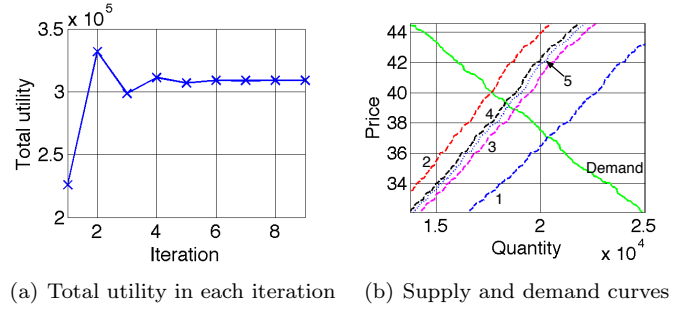 x 10^5
3.5
3
2.5
2
Total utility
2 4 6 8
Iteration
(a) Total utility in each iteration
44
42
40
38
36
34
Price
1 2 3 4 5
Demand
1.5 2 2.5
Quantity
x 10^4
(b) Supply and demand curves